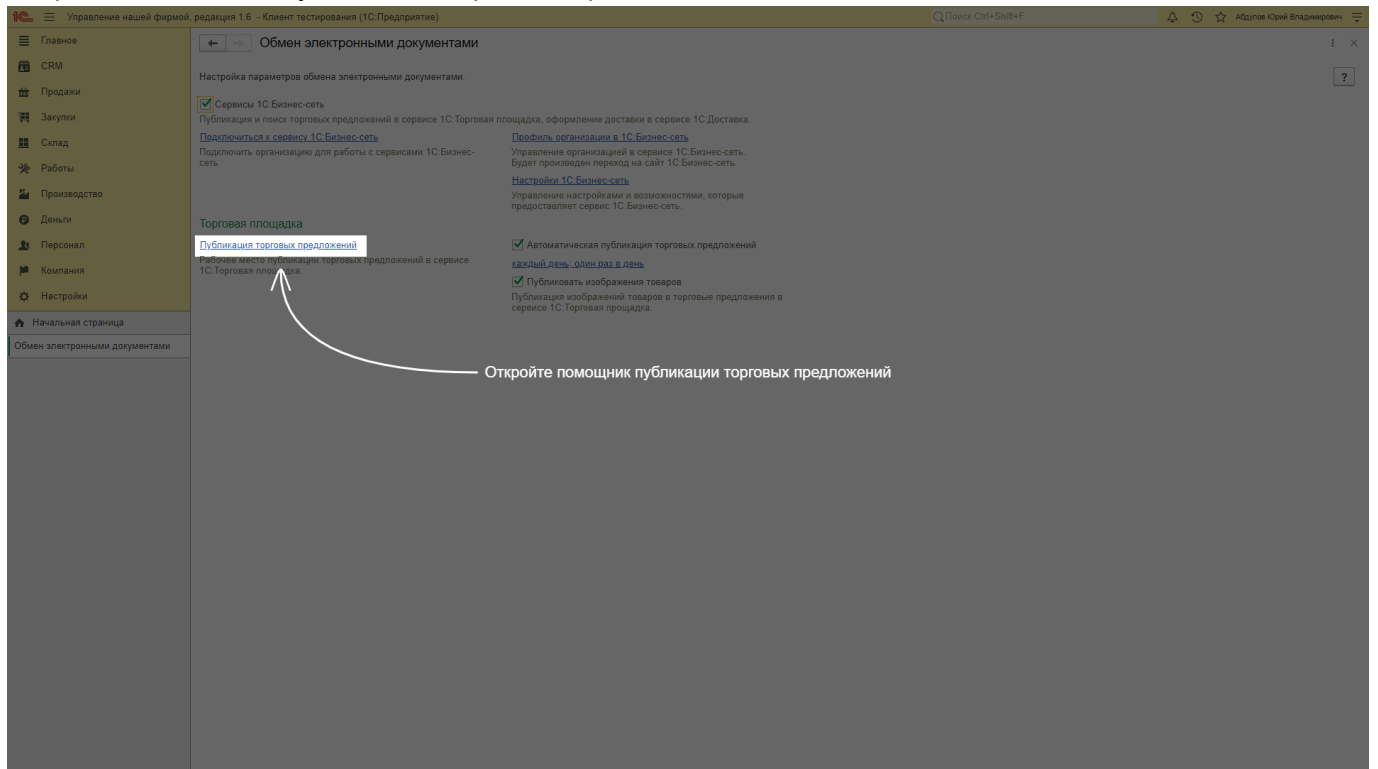 1С Управление нашей фирмой, редакция 1.6 - Клиент тестирования (1С:Предприятие)
Поиск Ctrl+Shift+F
Абдулов Юрий Владимирович
Главное
CRM
Продажи
Закупки
Склад
Работы
Производство
Деньги
Персонал
Компания
Настройки
Начальная страница
Обмен электронными документами
Обмен электронными документами
Настройка параметров обмена электронными документами.
?
Сервисы 1С:Бизнес-сеть
Публикация и поиск торговых предложений в сервисе 1С:Торговая площадка, оформление доставки в сервисе 1С:Доставка.
Подключиться к сервису 1С:Бизнес-сеть
Подключить организацию для работы с сервисами 1С:Бизнес-
сеть
Профиль организации в 1С:Бизнес-сеть
Управление организацией в сервисе 1С:Бизнес-сеть.
Будет произведен переход на сайт 1С:Бизнес-сеть.
Настройки 1С:Бизнес-сеть
Управление настройками и возможностями, которые
предоставляет сервис 1С:Бизнес-сеть.
Торговая площадка
Публикация торговых предложений
Рабочее место публикации торговых предложений в сервисе
1С:Торговая площадка.
Автоматическая публикация торговых предложений
каждый день; один раз в день
Публиковать изображения товаров
Публикация изображений товаров в торговые предложения в
сервисе 1С:Торговая прощадка.
Откройте помощник публикации торговых предложений